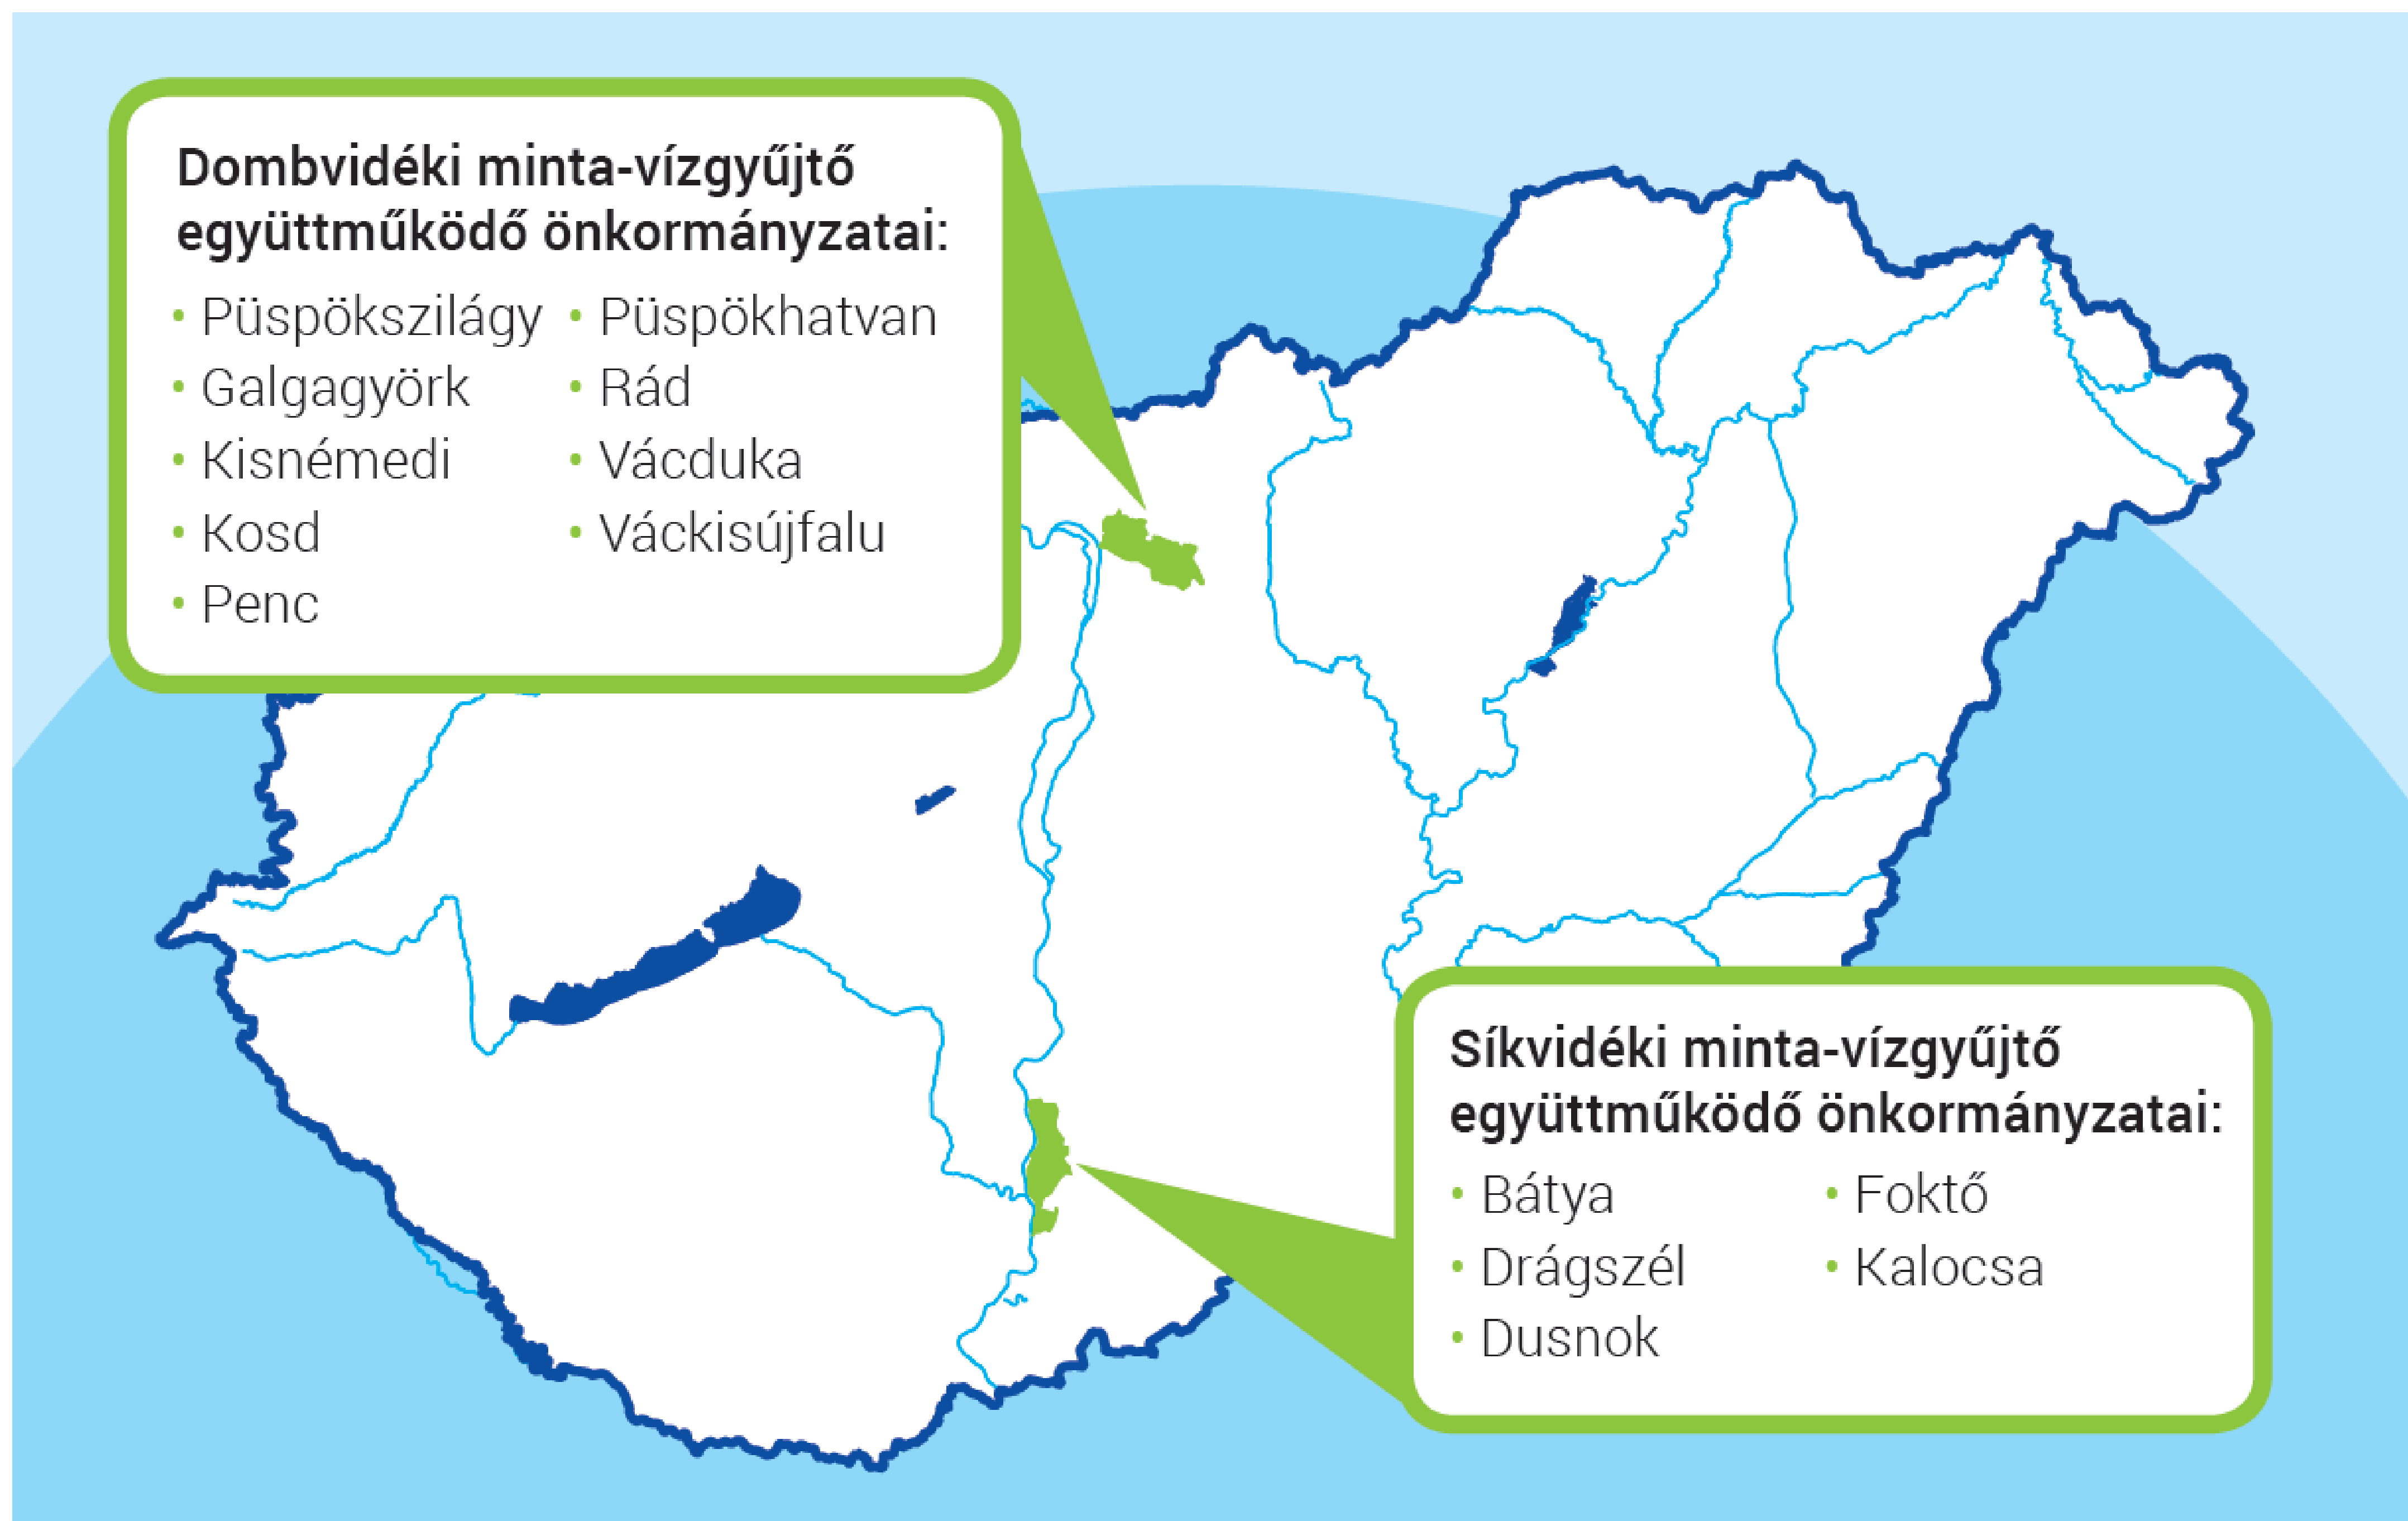 Dombvidéki minta-vízgyűjtő
együttműködő önkormányzatai:
• Püspökszilágy
• Galgagyörk
• Kisnémedi
• Kosd
• Penc
• Püspökhatvan
• Rád
• Vácduka
• Váckisújfalu
Síkvidéki minta-vízgyűjtő
együttműködő önkormányzatai:
• Bátya
• Drágszél
• Dusnok
• Foktő
• Kalocsa